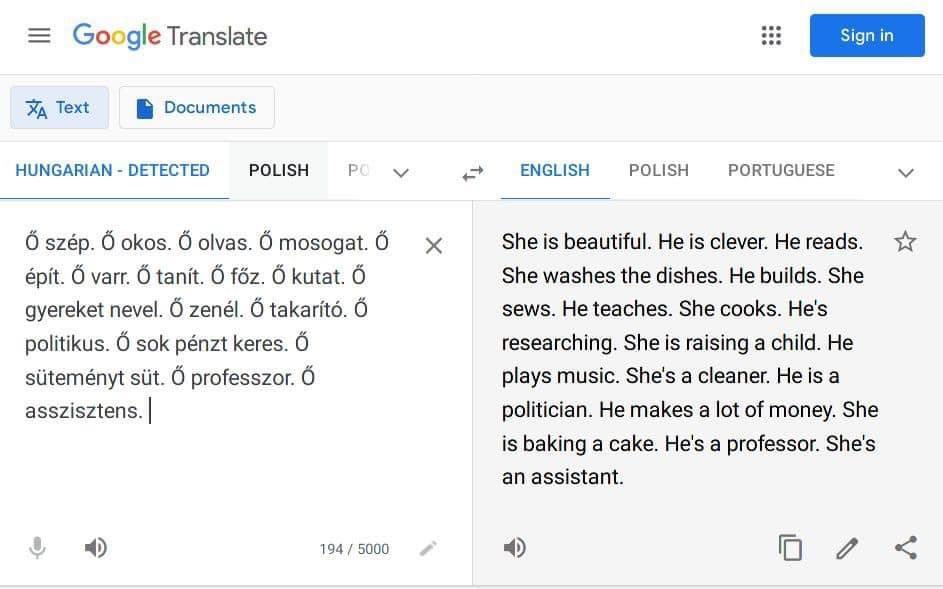 Google Translate
Sign in
Text
Documents
HUNGARIAN - DETECTED
POLISH
PO
ENGLISH
POLISH
PORTUGUESE
Ő szép. Ő okos. Ő olvas. Ő mosogat. Ő
épít. Ő varr. Ő tanít. Ő főz. Ő kutat. Ő
gyereket nevel. Ő zenél. Ő takarító. Ő
politikus. Ő sok pénzt keres. Ő
süteményt süt. Ő professzor. Ő
asszisztens.
194 / 5000
She is beautiful. He is clever. He reads.
She washes the dishes. He builds. She
sews. He teaches. She cooks. He's
researching. She is raising a child. He
plays music. She's a cleaner. He is a
politician. He makes a lot of money. She
is baking a cake. He's a professor. She's
an assistant.